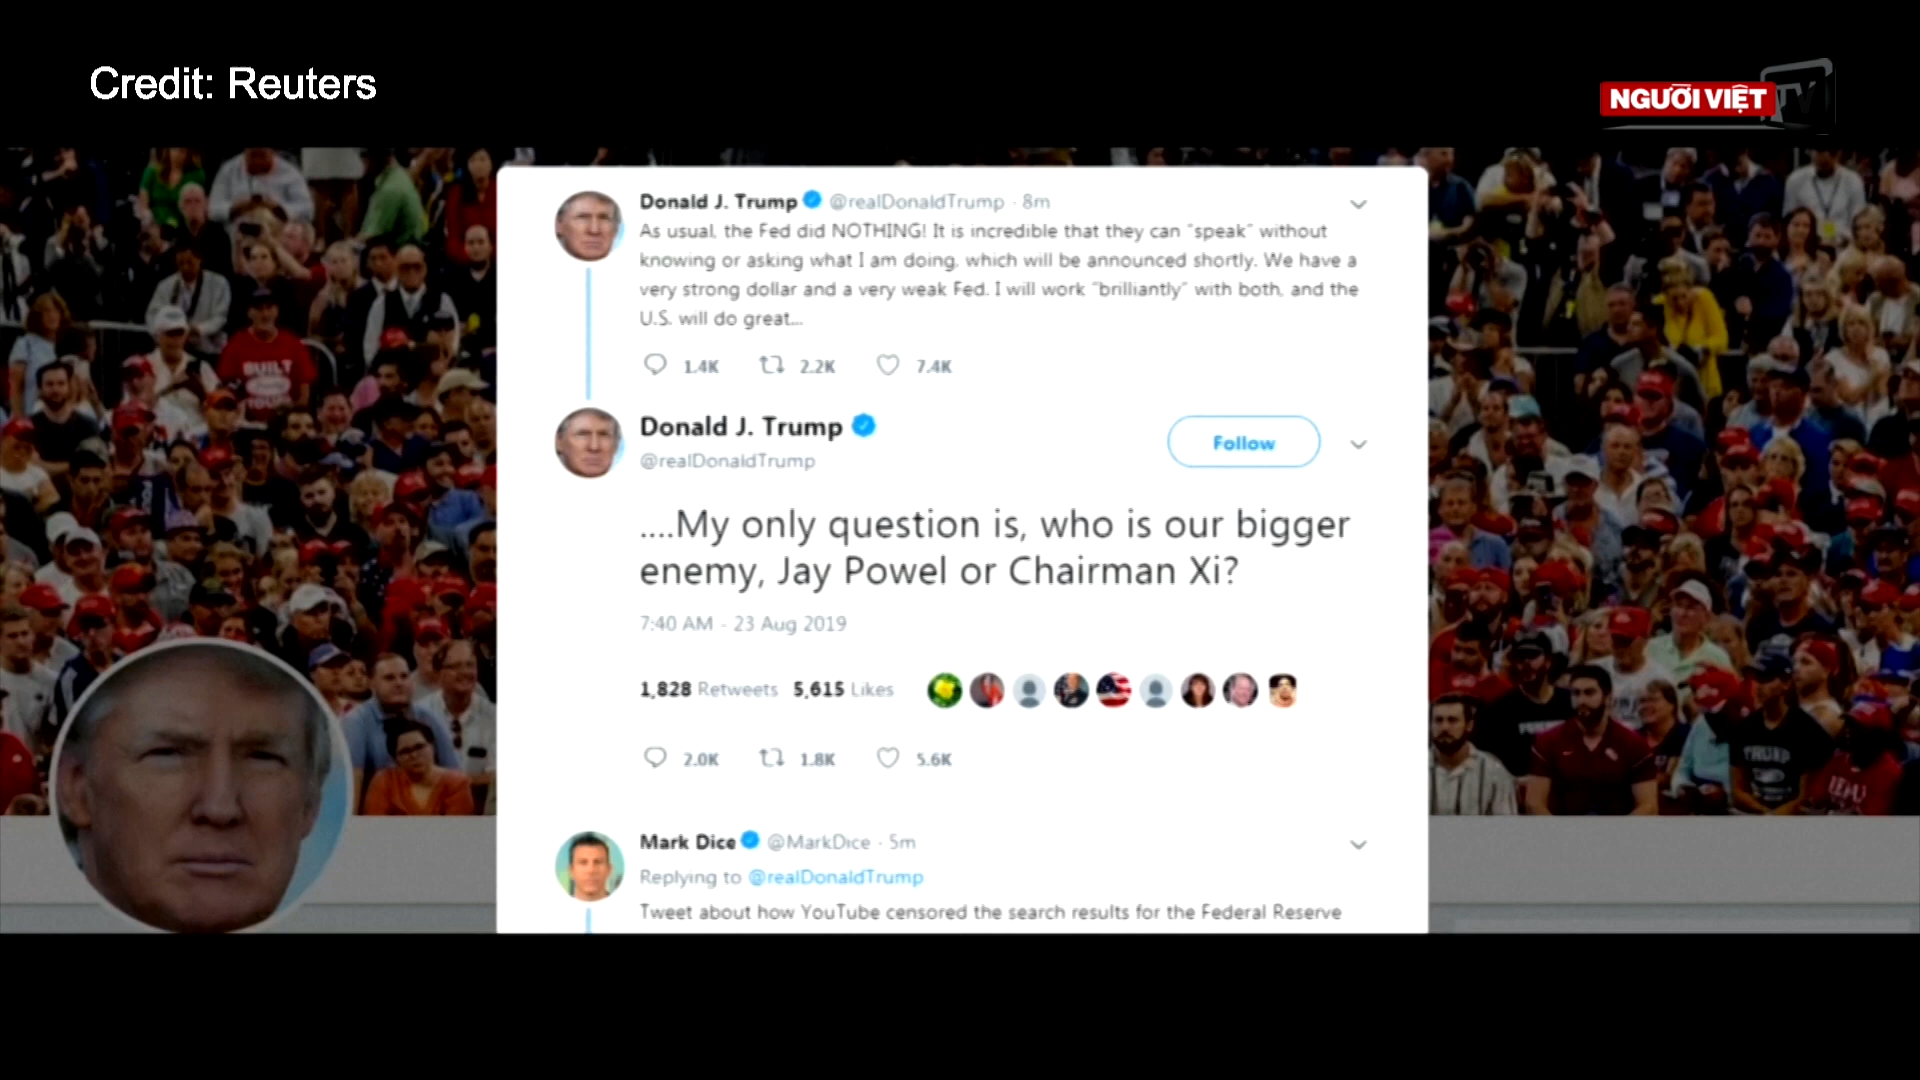 Credit: Reuters
NGƯỜI VIỆT TV
Donald J. Trump @realDonaldTrump · 8m
As usual, the Fed did NOTHING! It is incredible that they can "speak" without
knowing or asking what I am doing, which will be announced shortly. We have a
very strong dollar and a very weak Fed. I will work "brilliantly" with both, and the
U.S. will do great...
1.4K 2.2K 7.4K
Donald J. Trump
@realDonaldTrump
Follow
....My only question is, who is our bigger
enemy, Jay Powel or Chairman Xi?
7:40 AM - 23 Aug 2019
1,828 Retweets 5,615 Likes
2.0K 1.8K 5.6K
Mark Dice @MarkDice · 5m
Replying to @realDonaldTrump
Tweet about how YouTube censored the search results for the Federal Reserve
BUILT
TRUMP